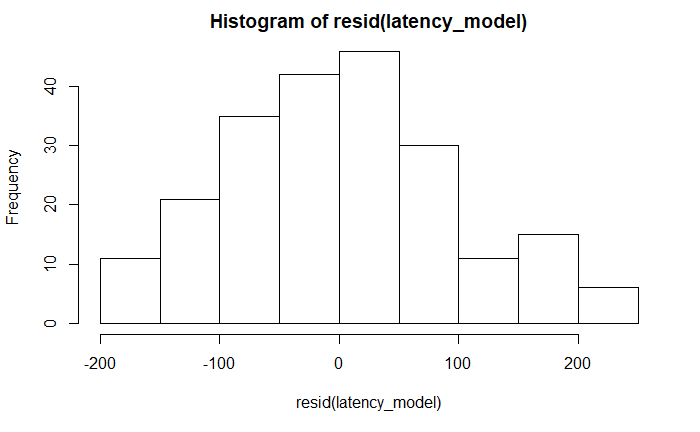 Histogram of resid(latency_model)
Frequency
40
30
20
10
0
-200 -100 0 100 200
resid(latency_model)